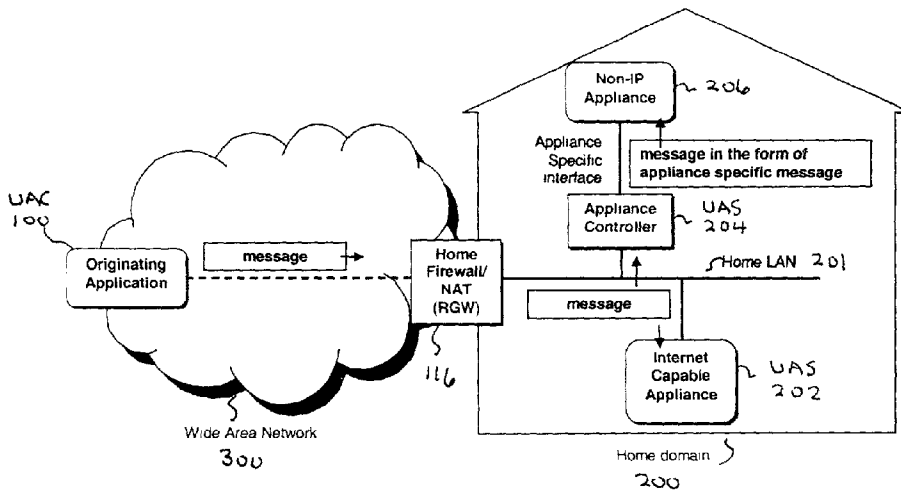 Non-IP
Appliance
206
Appliance
Specific
interface
message in the form of
appliance specific message
UAC
100
Originating
Application
message
Home
Firewall/
NAT
(RGW)
116
Appliance
Controller
UAS
204
Home LAN 201
message
Internet
Capable
Appliance
UAS
202
Wide Area Network
300
Home domain
200